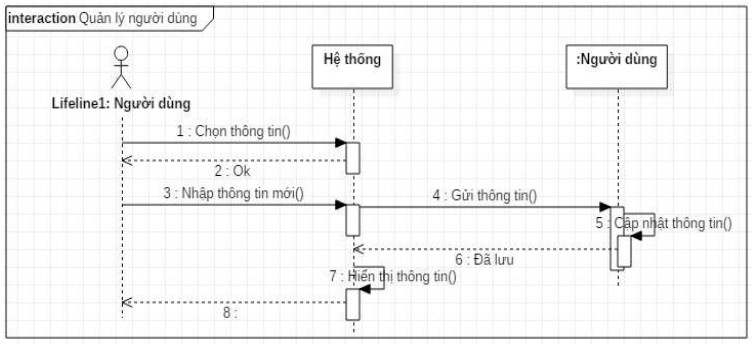 interaction Quản lý người dùng
Hệ thống
:Người dùng
Lifeline1: Người dùng
1 : Chọn thông tin()
2 : Ok
3 : Nhập thông tin mới()
4 : Gửi thông tin()
5 : Cập nhật thông tin()
6 : Đã lưu
7 : Hiển thị thông tin()
8 :